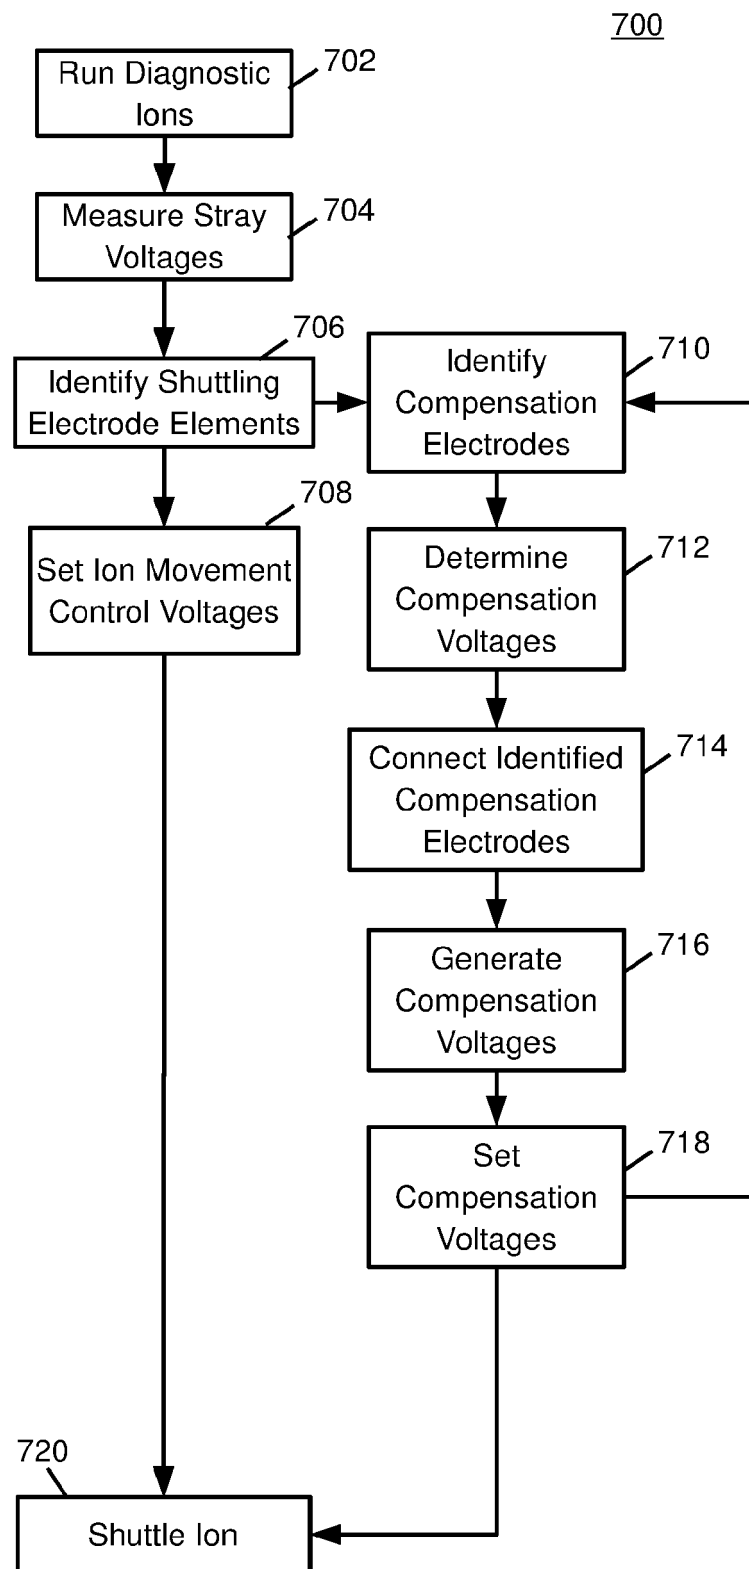 700
702
Run Diagnostic
Ions
704
Measure Stray
Voltages
706
Identify Shuttling
Electrode Elements
708
Set Ion Movement
Control Voltages
710
Identify
Compensation
Electrodes
712
Determine
Compensation
Voltages
714
Connect Identified
Compensation
Electrodes
716
Generate
Compensation
Voltages
718
Set
Compensation
Voltages
720
Shuttle Ion